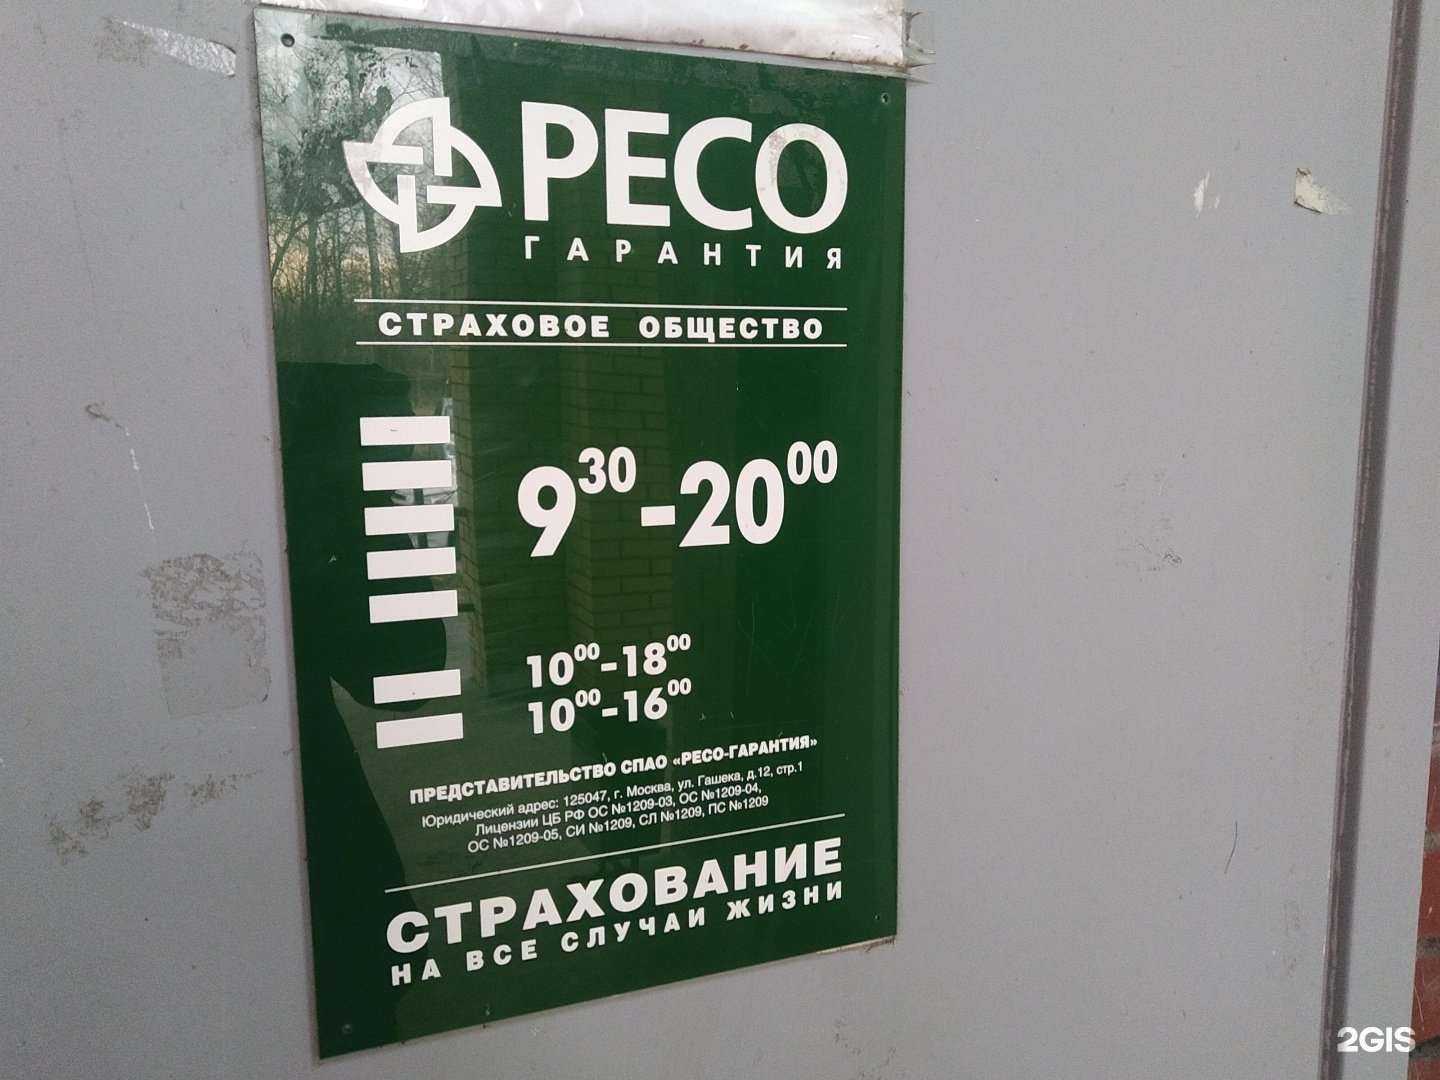 РЕСО
ГАРАНТИЯ
СТРАХОВОЕ ОБЩЕСТВО
9³⁰-20⁰⁰
10⁰⁰-18⁰⁰
10⁰⁰-16⁰⁰
ПРЕДСТАВИТЕЛЬСТВО СПАО «РЕСО-ГАРАНТИЯ»
Юридический адрес: 125047, г. Москва, ул. Гашека, д.12, стр.1
Лицензии ЦБ РФ ОС №1209-03, ОС №1209-04,
ОС №1209-05, СИ №1209, СЛ №1209, ПС №1209
СТРАХОВАНИЕ
НА ВСЕ СЛУЧАИ ЖИЗНИ
2GIS